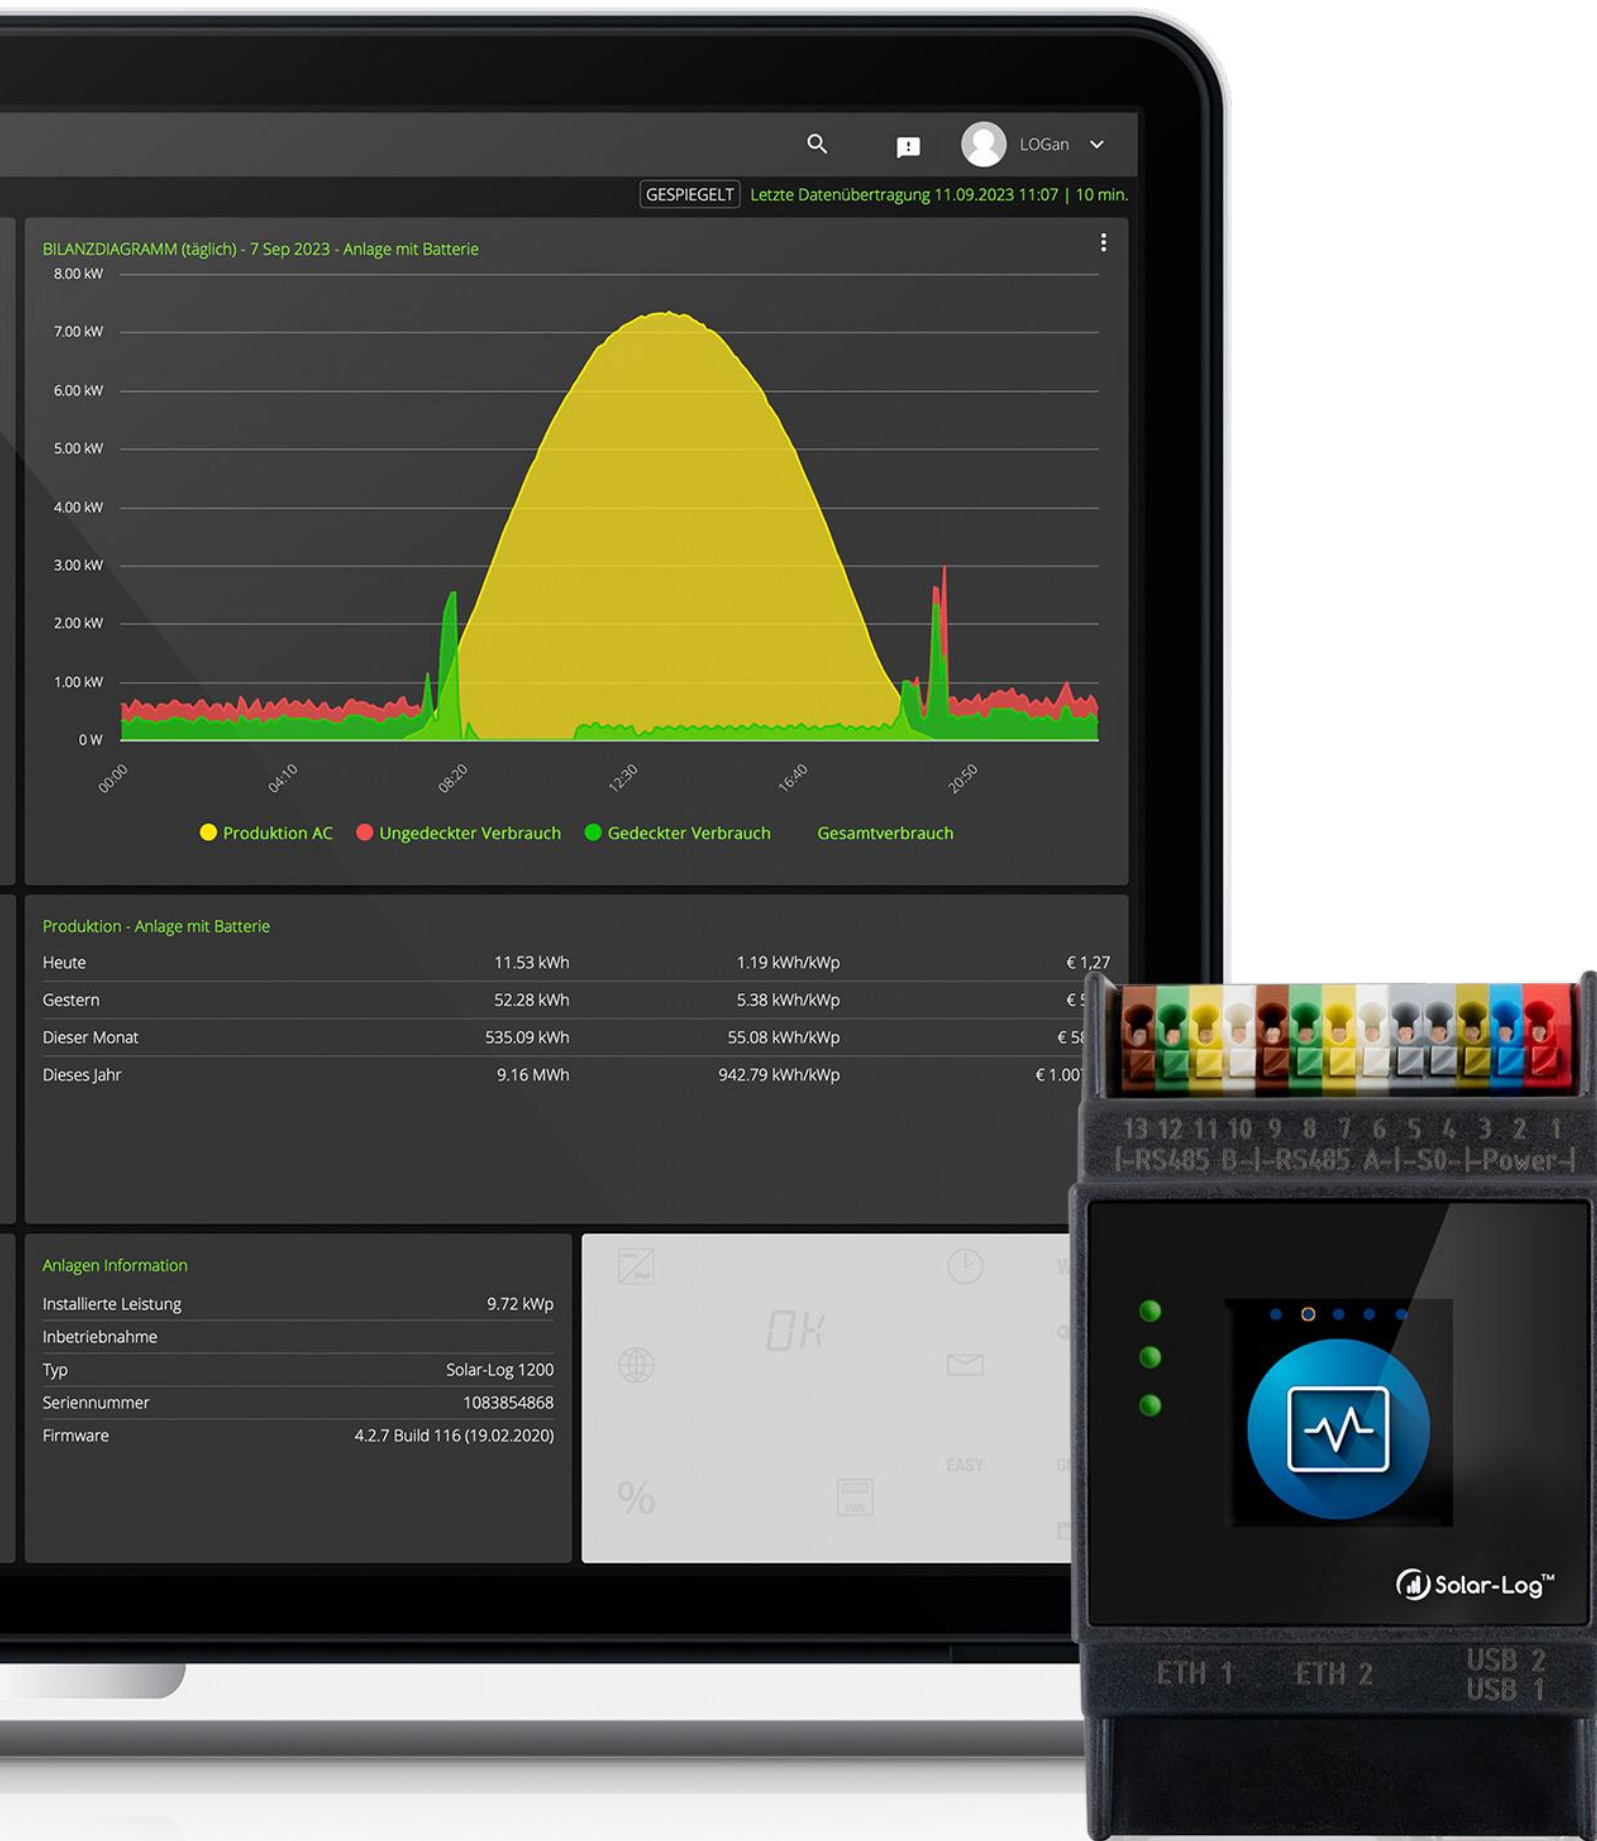 LOGan
GESPIEGELT Letzte Datenübertragung 11.09.2023 11:07 | 10 min.
BILANZDIAGRAMM (täglich) - 7 Sep 2023 - Anlage mit Batterie
8.00 kW
7.00 kW
6.00 kW
5.00 kW
4.00 kW
3.00 kW
2.00 kW
1.00 kW
0 W
00:00 04:10 08:20 12:30 16:40 20:50
Produktion AC Ungedeckter Verbrauch Gedeckter Verbrauch Gesamtverbrauch
Produktion - Anlage mit Batterie
Heute 11.53 kWh 1.19 kWh/kWp € 1,27
Gestern 52.28 kWh 5.38 kWh/kWp € 5
Dieser Monat 535.09 kWh 55.08 kWh/kWp € 58
Dieses Jahr 9.16 MWh 942.79 kWh/kWp € 1.00
Anlagen Information
Installierte Leistung 9.72 kWp
Inbetriebnahme
Typ Solar-Log 1200
Seriennummer 1083854868
Firmware 4.2.7 Build 116 (19.02.2020)
OK
EASY
%
kWh
13 12 11 10 9 8 7 6 5 4 3 2 1
|-RS485 B-|-RS485 A-|-S0-|-Power-|
Solar-Log™
ETH 1 ETH 2 USB 2
USB 1